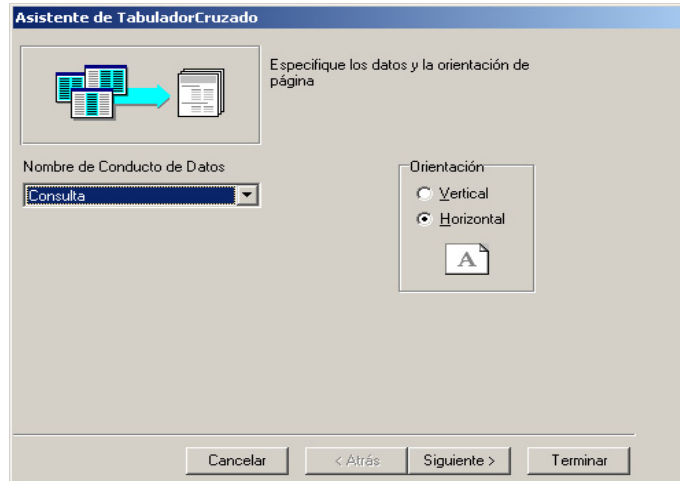 Asistente de TabuladorCruzado
Especifique los datos y la orientación de
página
Nombre de Conducto de Datos
Consulta
Orientación
Vertical
Horizontal
A
Cancelar
< Atrás
Siguiente >
Terminar